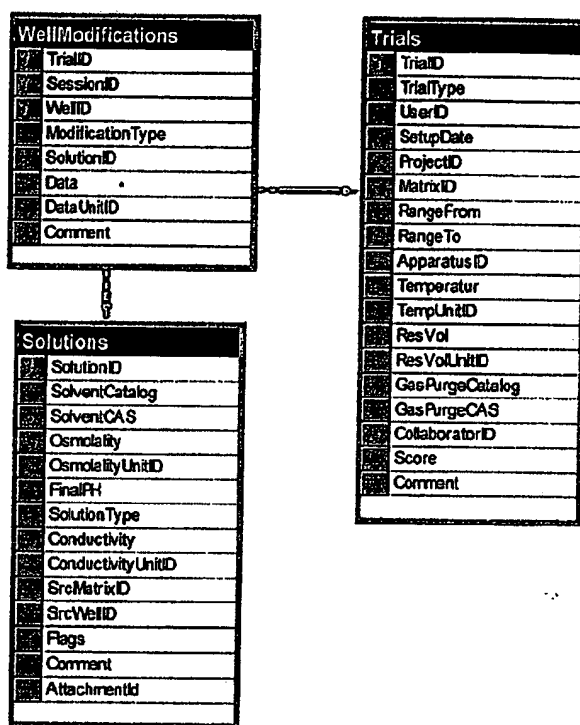 WellModifications
TrialID
SessionID
WellID
ModificationType
SolutionID
Data
DataUnitID
Comment
Trials
TrialID
TrialType
UserID
SetupDate
ProjectID
MatrixID
RangeFrom
RangeTo
ApparatusID
Temperatur
TempUnitID
ResVol
ResVolUnitID
GasPurgeCatalog
GasPurgeCAS
CollaboratorID
Score
Comment
Solutions
SolutionID
SolventCatalog
SolventCAS
Osmolality
OsmolalityUnitID
FinalPH
SolutionType
Conductivity
ConductivityUnitID
SrcMatrixID
SrcWellID
Flags
Comment
AttachmentId